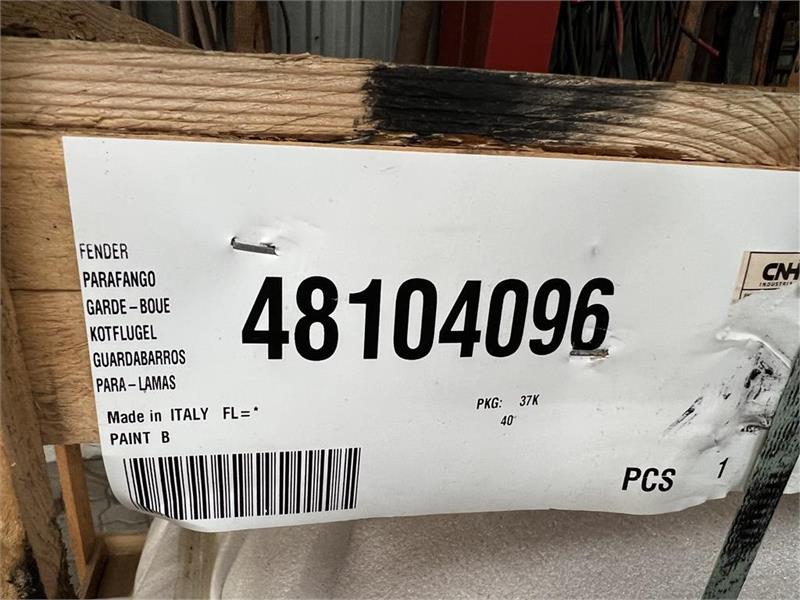 FENDER
PARAFANGO
GARDE-BOUE
KOTFLUGEL
GUARDABARROS
PARA-LAMAS
48104096
CNH
Made in ITALY FL=*
PAINT B
PKG: 37K
40
PCS 1